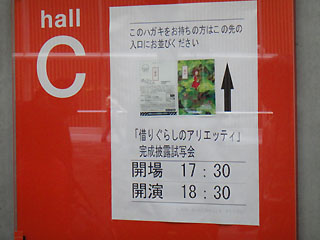 hall
C
このハガキをお持ちの方はこの先の
入口にお並びください
「借りぐらしのアリエッティ」
完成披露試写会
開場 17:30
開演 18:30